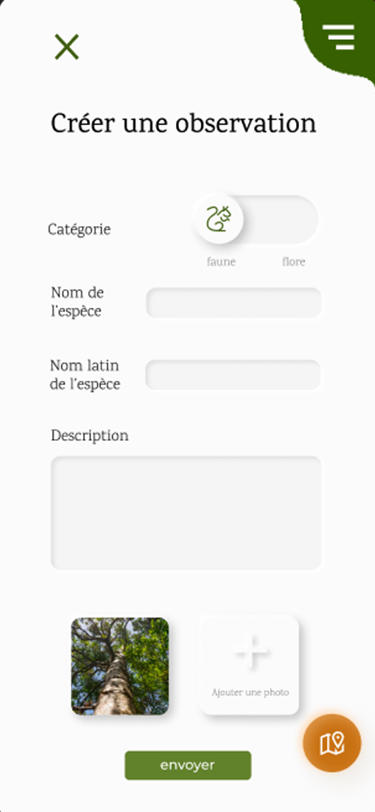 Créer une observation
Catégorie
faune
flore
Nom de
l'espèce
Nom latin
de l'espèce
Description
Ajouter une photo
envoyer